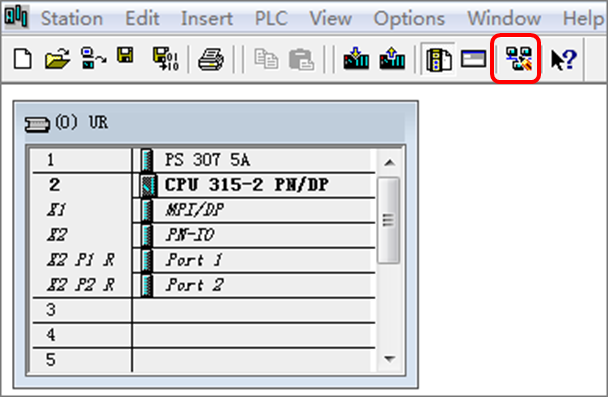 Station Edit Insert PLC View Options Window Help
(0) UR
1 PS 307 5A
2 CPU 315-2 PN/DP
X1 MPI/DP
X2 PN-IO
X2 P1 R Port 1
X2 P2 R Port 2
3
4
5